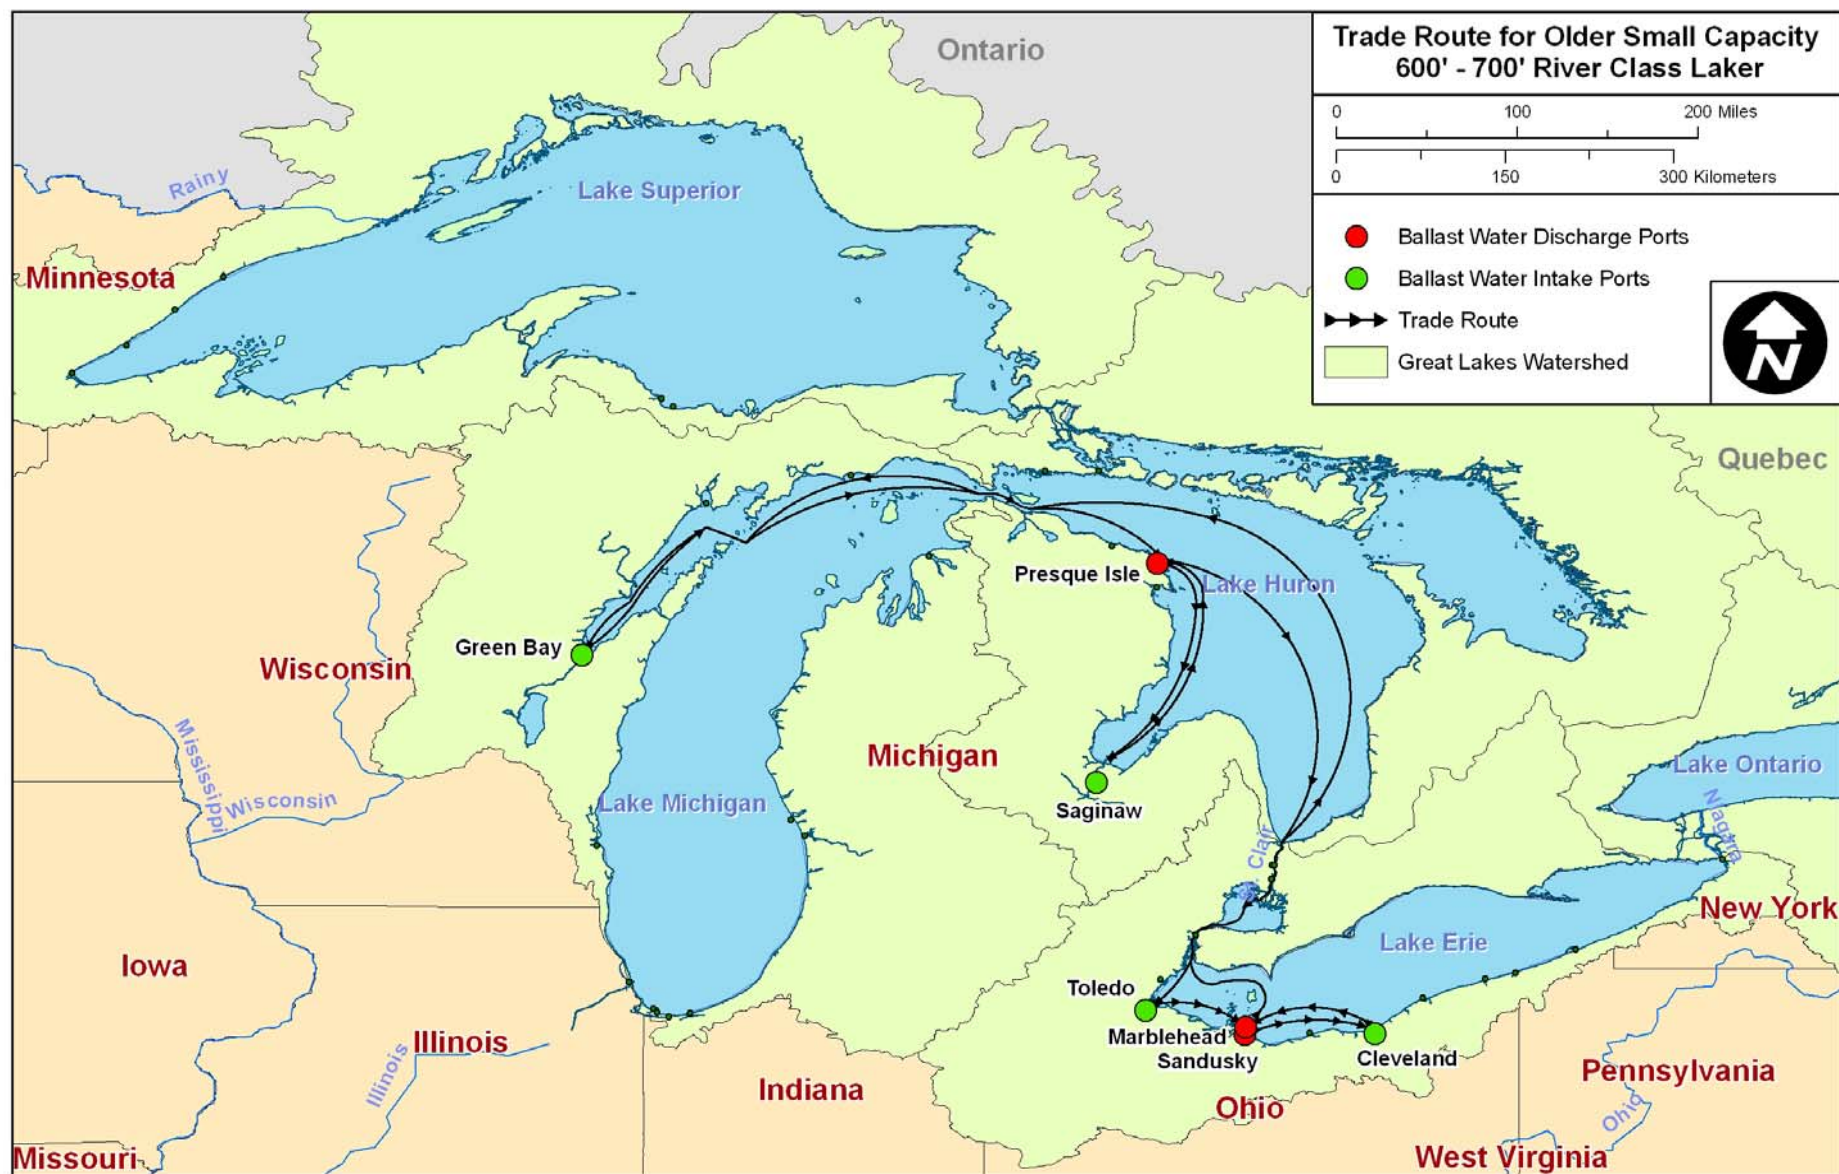 Ontario
Trade Route for Older Small Capacity
600' - 700' River Class Laker
0 100 200 Miles
0 150 300 Kilometers
Ballast Water Discharge Ports
Ballast Water Intake Ports
Trade Route
Great Lakes Watershed
N
Rainy
Lake Superior
Minnesota
Quebec
Presque Isle
Lake Huron
Green Bay
Wisconsin
Mississippi
Wisconsin
Michigan
Lake Michigan
Saginaw
Lake Ontario
Nagara
Clair
New York
Lake Erie
Iowa
Toledo
Marblehead
Sandusky
Cleveland
Illinois
Illinois
Indiana
Ohio
Pennsylvania
Ohio
Missouri
West Virginia